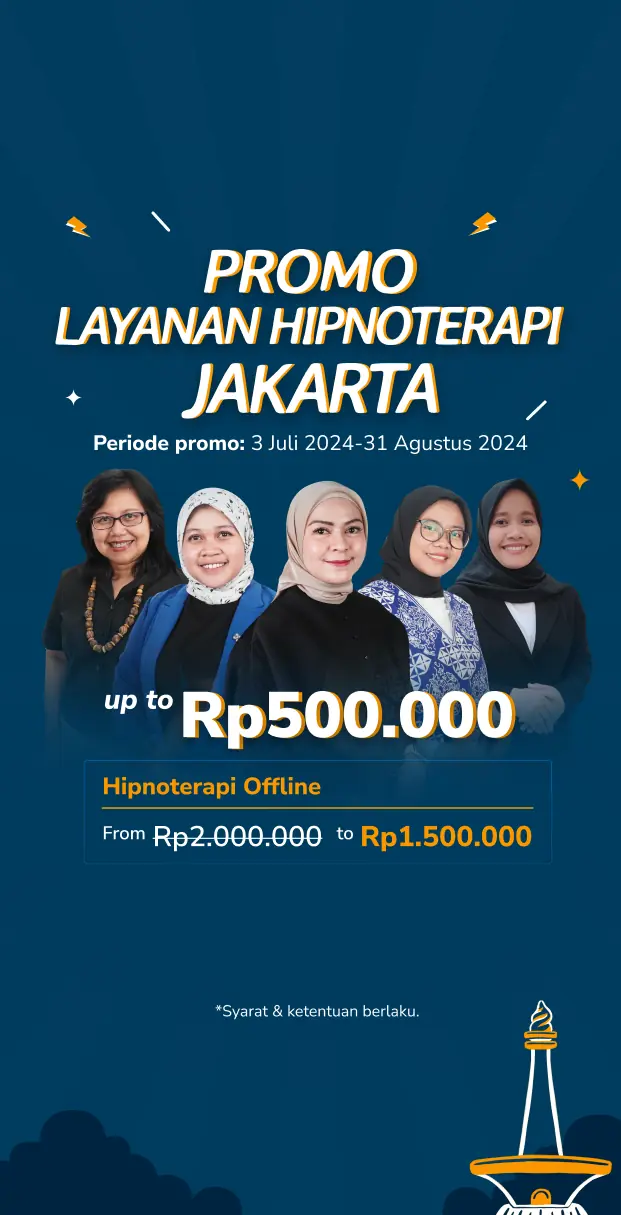 PROMO
LAYANAN HIPNOTERAPI
JAKARTA
Periode promo: 3 Juli 2024-31 Agustus 2024
up to Rp500.000
Hipnoterapi Offline
From Rp2.000.000 to Rp1.500.000
*Syarat & ketentuan berlaku.